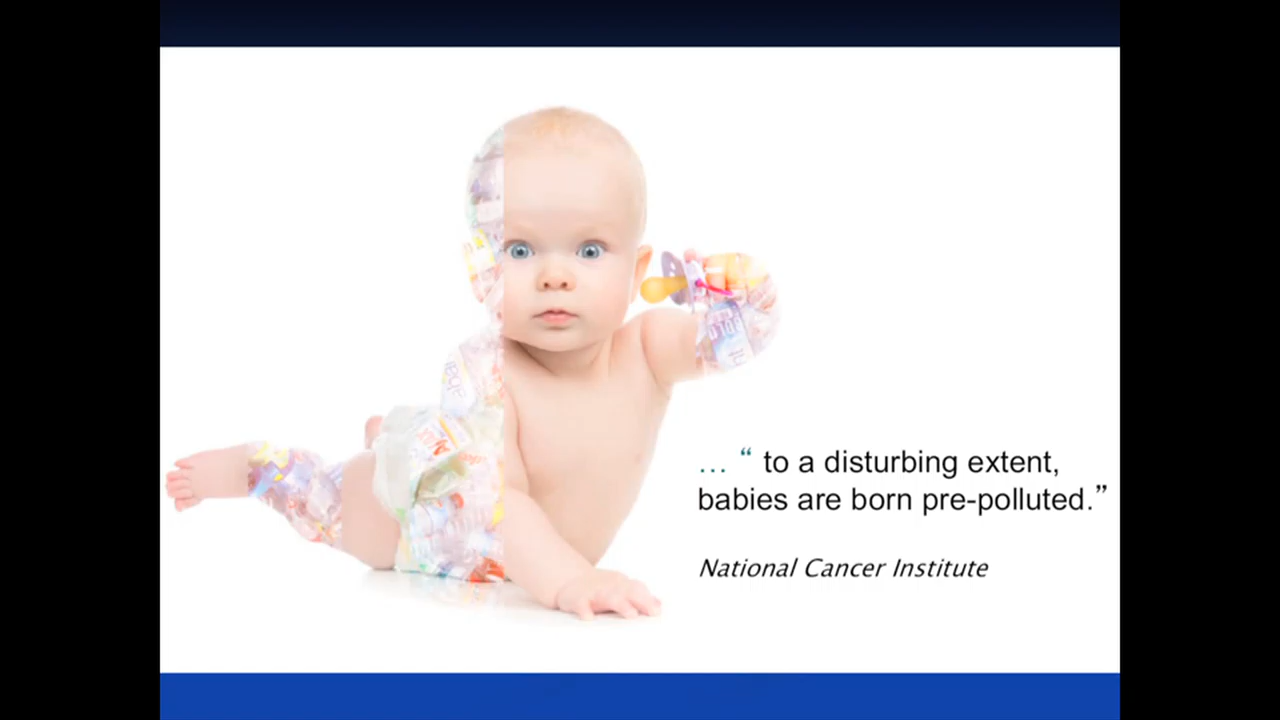 … “ to a disturbing extent,
babies are born pre-polluted.”
National Cancer Institute